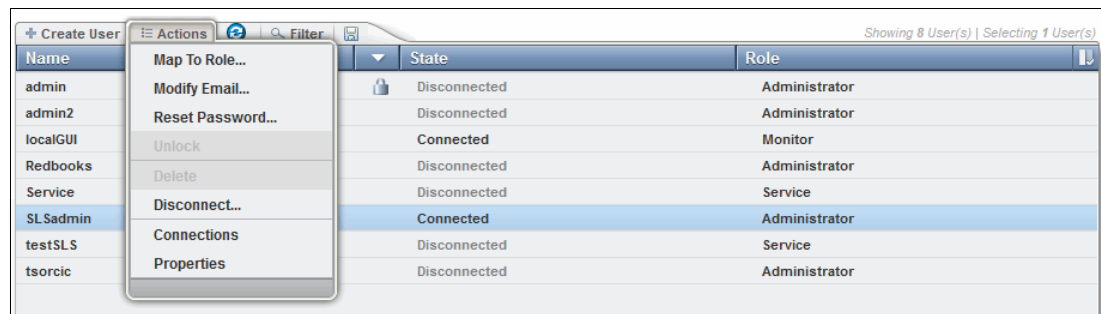 Create User Actions Filter Showing 8 User(s) | Selecting 1 User(s)
Name State Role
Map To Role...
Modify Email...
Reset Password...
Unlock
Delete
Disconnect...
Connections
Properties
admin Disconnected Administrator
admin2 Disconnected Administrator
localGUI Connected Monitor
Redbooks Disconnected Administrator
Service Disconnected Service
SLSadmin Connected Administrator
testSLS Disconnected Service
tsorcic Disconnected Administrator